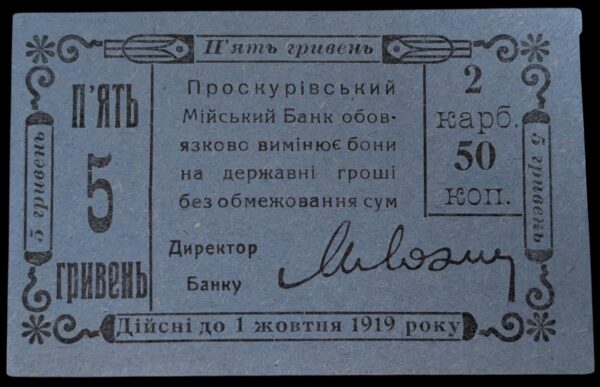 П'ять гривень
П'ЯТЬ
5
гривень
5 гривень
Проскурівський
Мійський Банк обов-
язково вимінює бони
на державні гроші
без обмежовання сум
Директор
Банку
2
карб.
50
коп.
5 гривень
Дійсні до 1 жовтня 1919 року